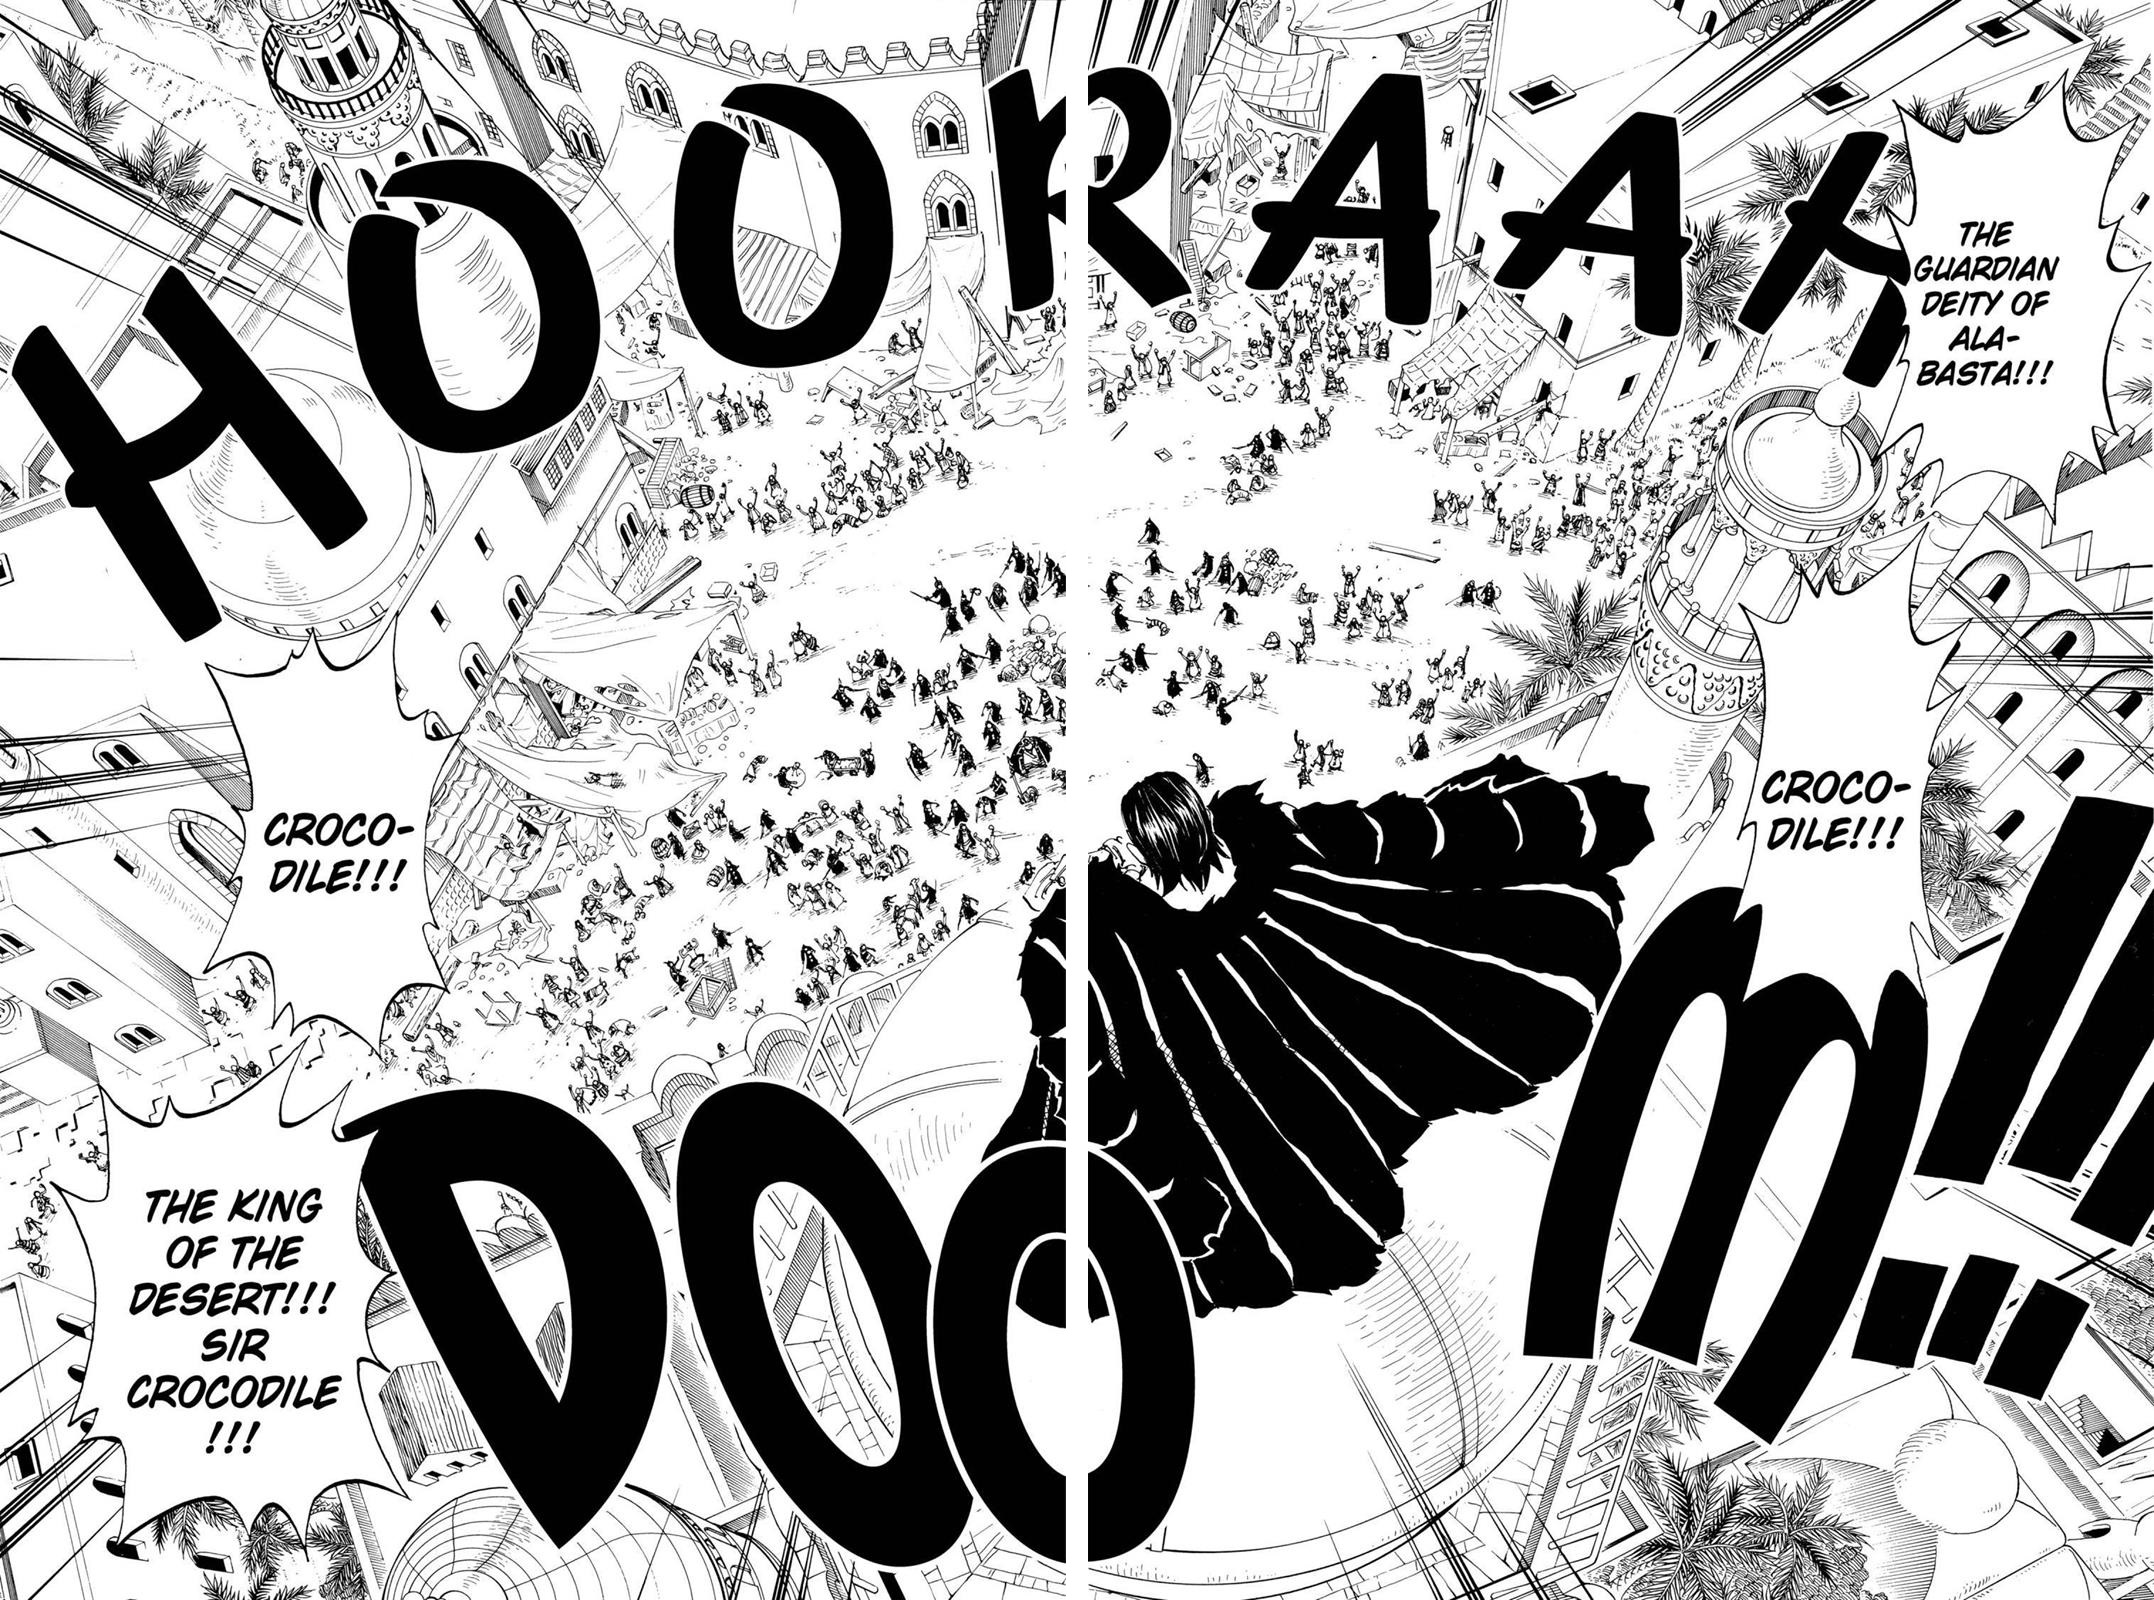 HOORAAH
THE
GUARDIAN
DEITY OF
ALA-
BASTA!!!
CROCO-
DILE!!!
CROCO-
DILE!!!
THE KING
OF THE
DESERT!!!
SIR
CROCODILE
!!!
DOOM!!!